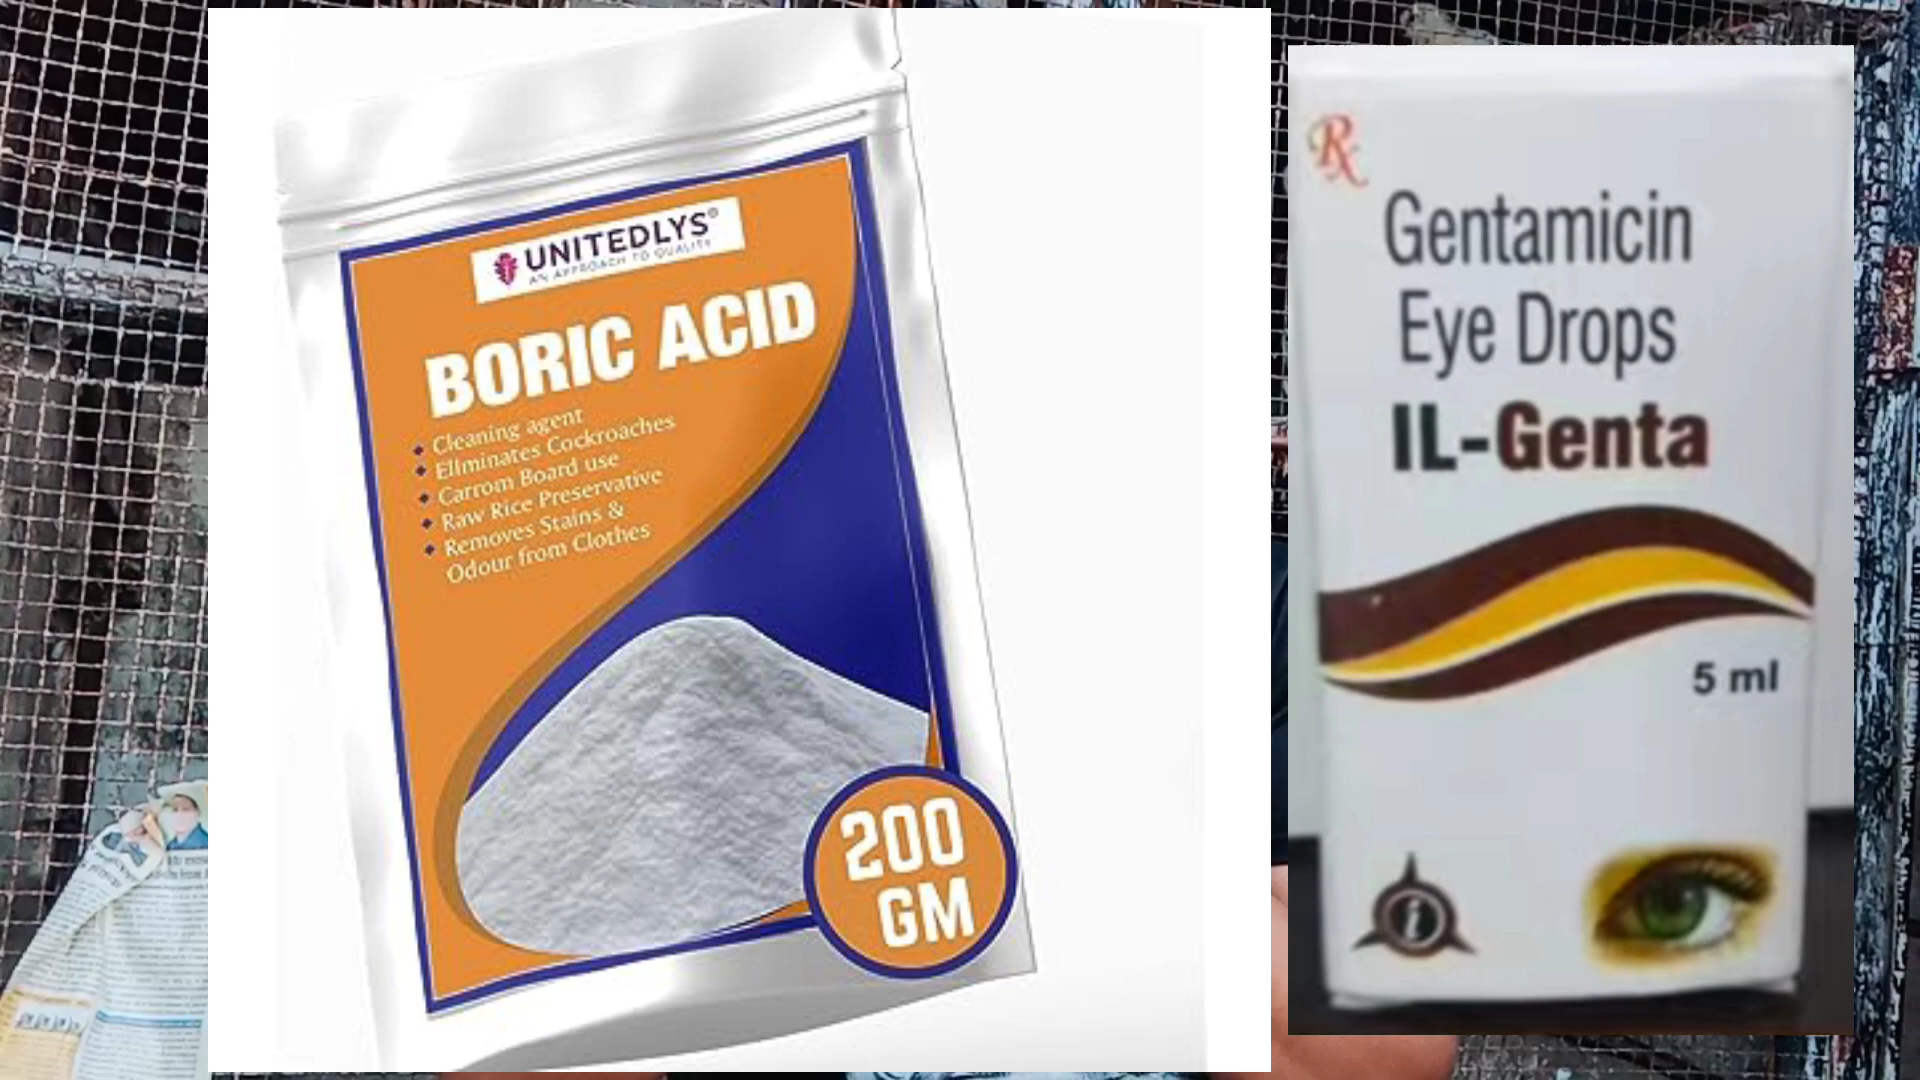 UNITEDLYS®
AN APPROACH TO QUALITY
BORIC ACID
Cleaning agent
Eliminates Cockroaches
Carrom Board use
Raw Rice Preservative
Removes Stains &
Odour from Clothes
200
GM
Rx
Gentamicin
Eye Drops
IL-Genta
5 ml
i